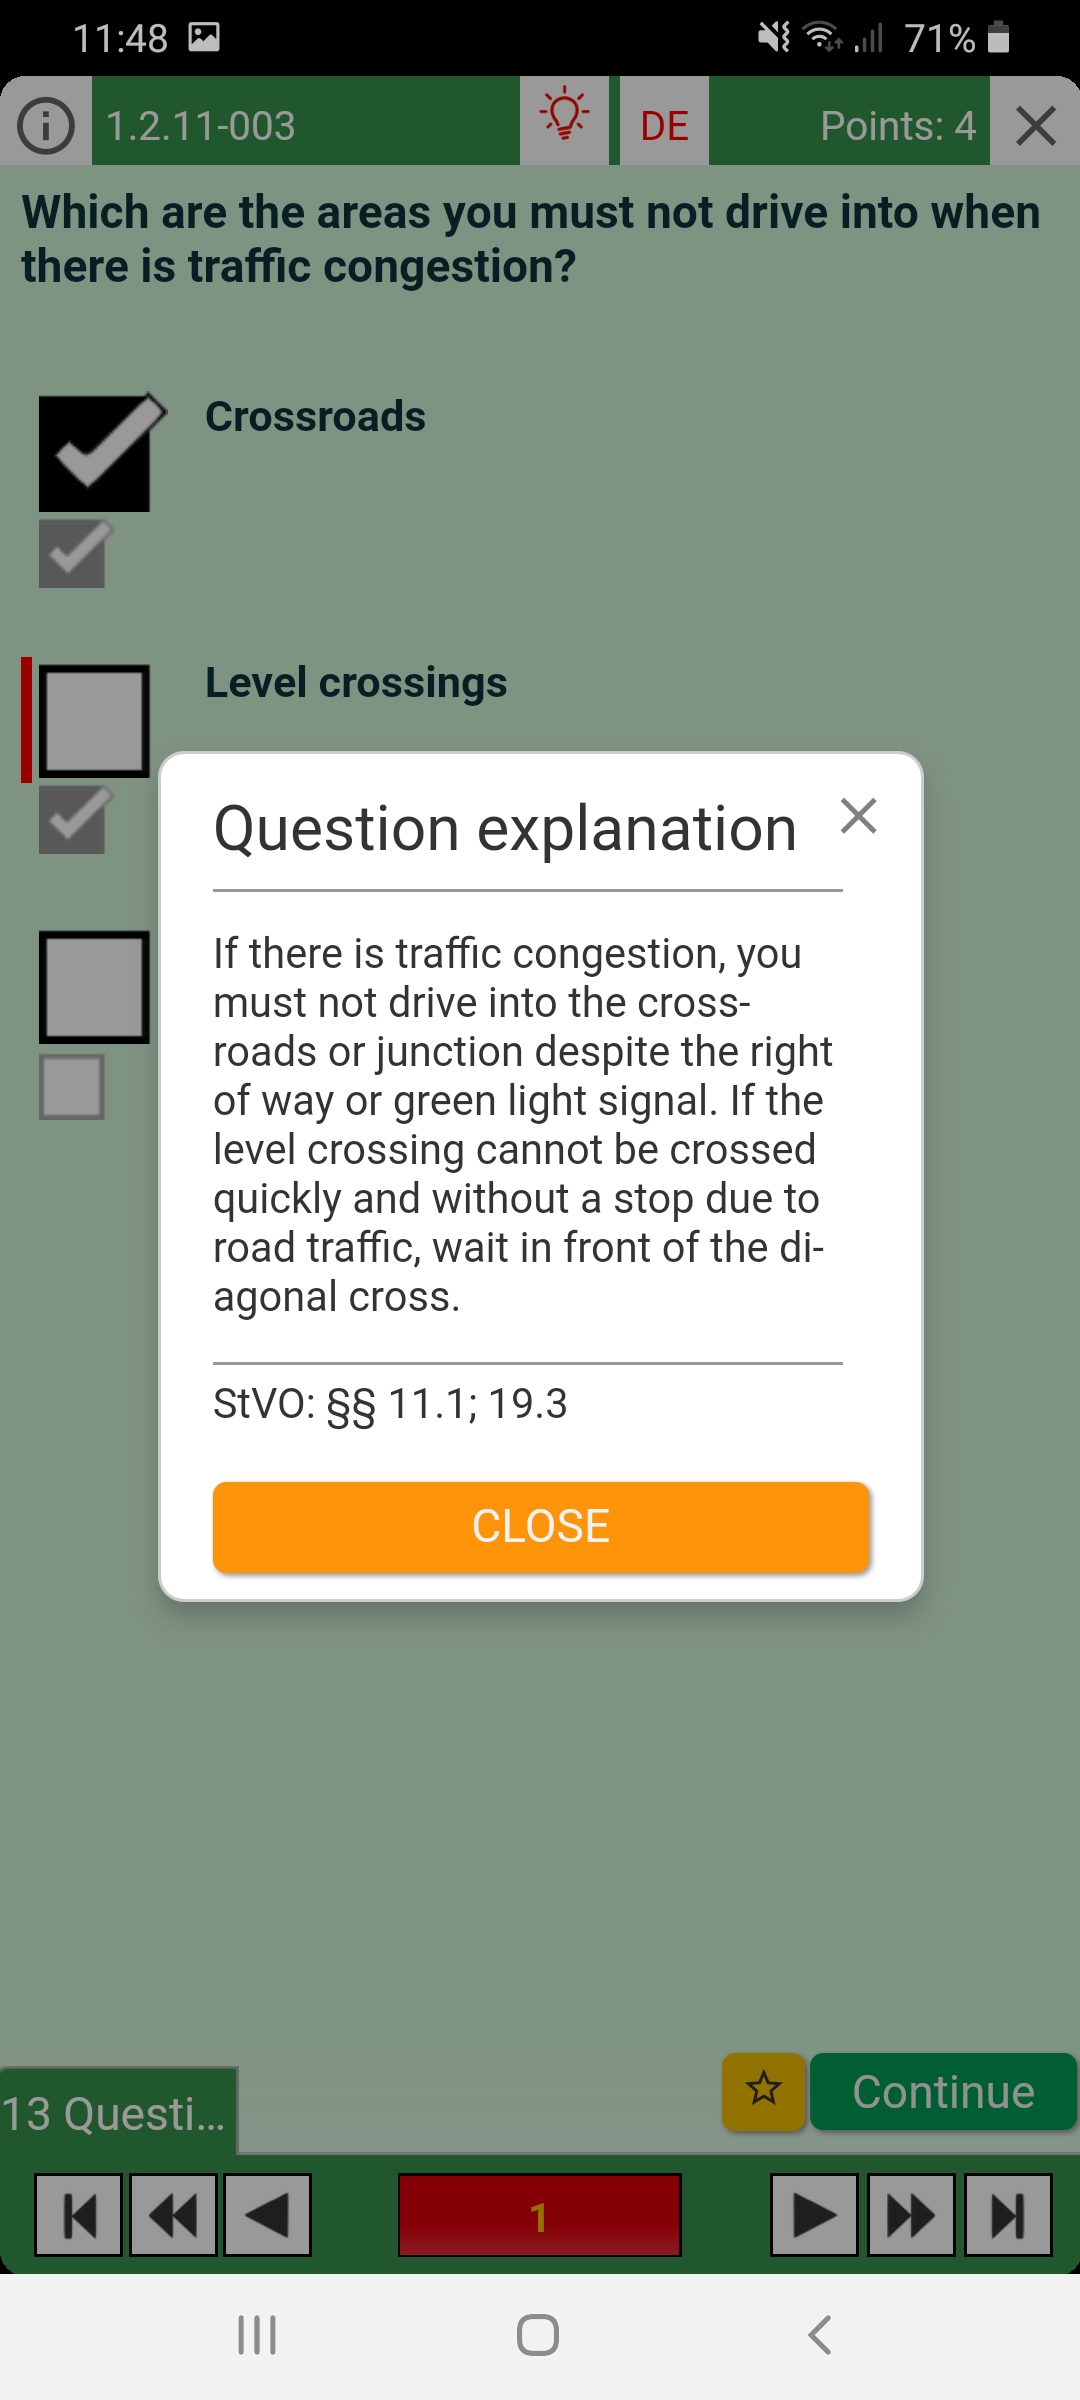 11:48
71%
1.2.11-003
DE
Points: 4
Which are the areas you must not drive into when
there is traffic congestion?
Crossroads
Level crossings
Question explanation
If there is traffic congestion, you
must not drive into the cross-
roads or junction despite the right
of way or green light signal. If the
level crossing cannot be crossed
quickly and without a stop due to
road traffic, wait in front of the di-
agonal cross.
StVO: §§ 11.1; 19.3
CLOSE
13 Questi...
Continue
1